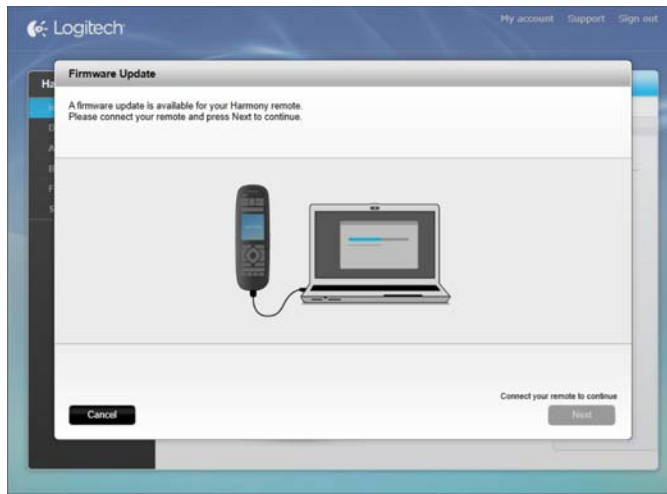 Logitech
My account Support Sign out
Firmware Update
A firmware update is available for your Harmony remote.
Please connect your remote and press Next to continue.
Connect your remote to continue
Cancel
Next